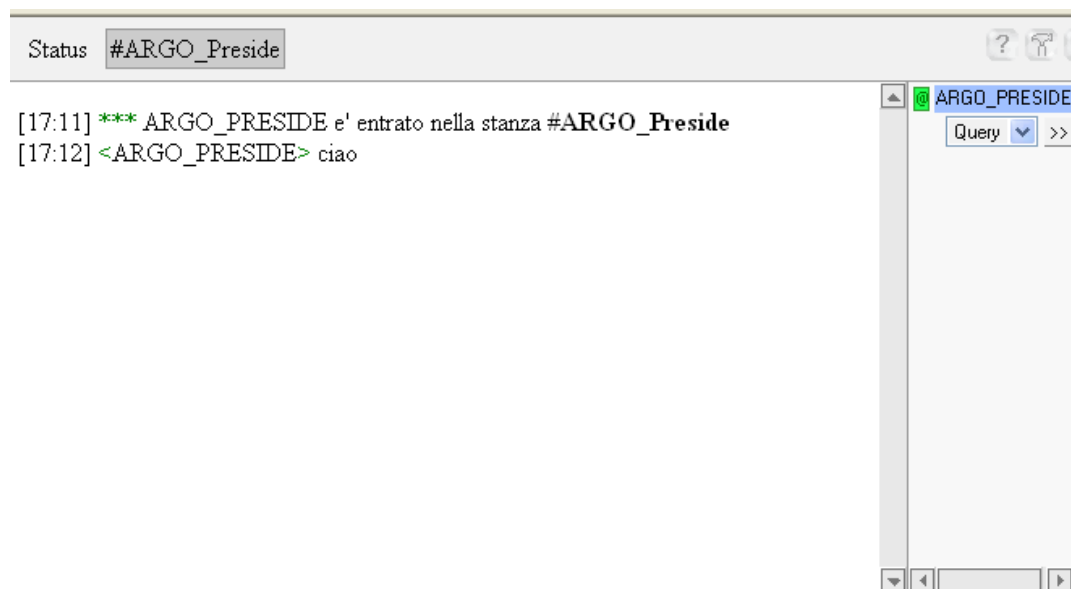 Status #ARGO_Preside ?
@ ARGO_PRESIDE
Query >>
[17:11] *** ARGO_PRESIDE e' entrato nella stanza #ARGO_Preside
[17:12] <ARGO_PRESIDE> ciao